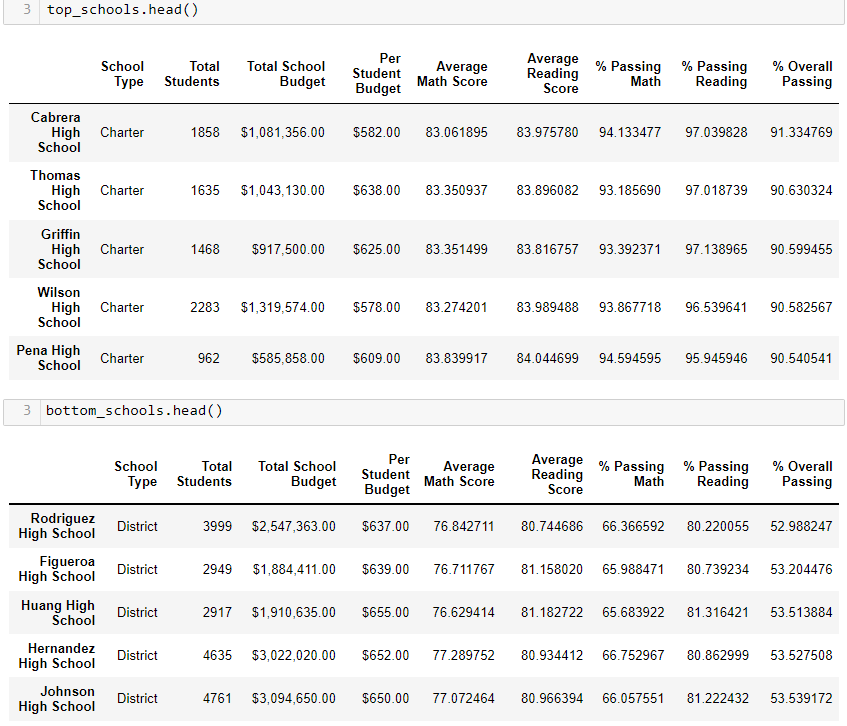 3 top_schools.head()
School Type Total Students Total School Budget Per Student Budget Average Math Score Average Reading Score % Passing Math % Passing Reading % Overall Passing
Cabrera High School Charter 1858 $1,081,356.00 $582.00 83.061895 83.975780 94.133477 97.039828 91.334769
Thomas High School Charter 1635 $1,043,130.00 $638.00 83.350937 83.896082 93.185690 97.018739 90.630324
Griffin High School Charter 1468 $917,500.00 $625.00 83.351499 83.816757 93.392371 97.138965 90.599455
Wilson High School Charter 2283 $1,319,574.00 $578.00 83.274201 83.989488 93.867718 96.539641 90.582567
Pena High School Charter 962 $585,858.00 $609.00 83.839917 84.044699 94.594595 95.945946 90.540541
3 bottom_schools.head()
School Type Total Students Total School Budget Per Student Budget Average Math Score Average Reading Score % Passing Math % Passing Reading % Overall Passing
Rodriguez High School District 3999 $2,547,363.00 $637.00 76.842711 80.744686 66.366592 80.220055 52.988247
Figueroa High School District 2949 $1,884,411.00 $639.00 76.711767 81.158020 65.988471 80.739234 53.204476
Huang High School District 2917 $1,910,635.00 $655.00 76.629414 81.182722 65.683922 81.316421 53.513884
Hernandez High School District 4635 $3,022,020.00 $652.00 77.289752 80.934412 66.752967 80.862999 53.527508
Johnson High School District 4761 $3,094,650.00 $650.00 77.072464 80.966394 66.057551 81.222432 53.539172